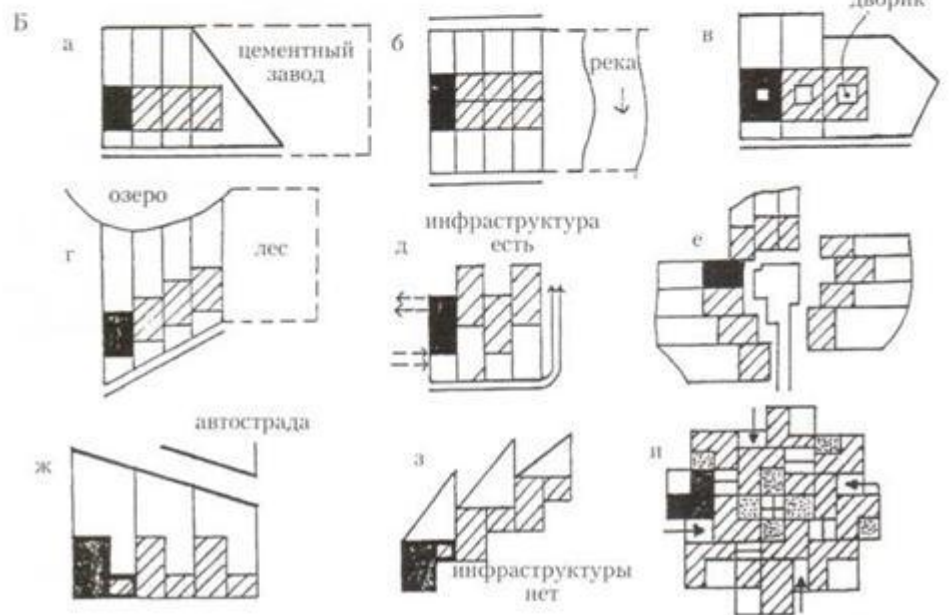 Б
а
цементный
завод
б
река
в
дворик
г
озеро
лес
д
инфраструктура
есть
е
ж
автострада
з
инфраструктуры
нет
и